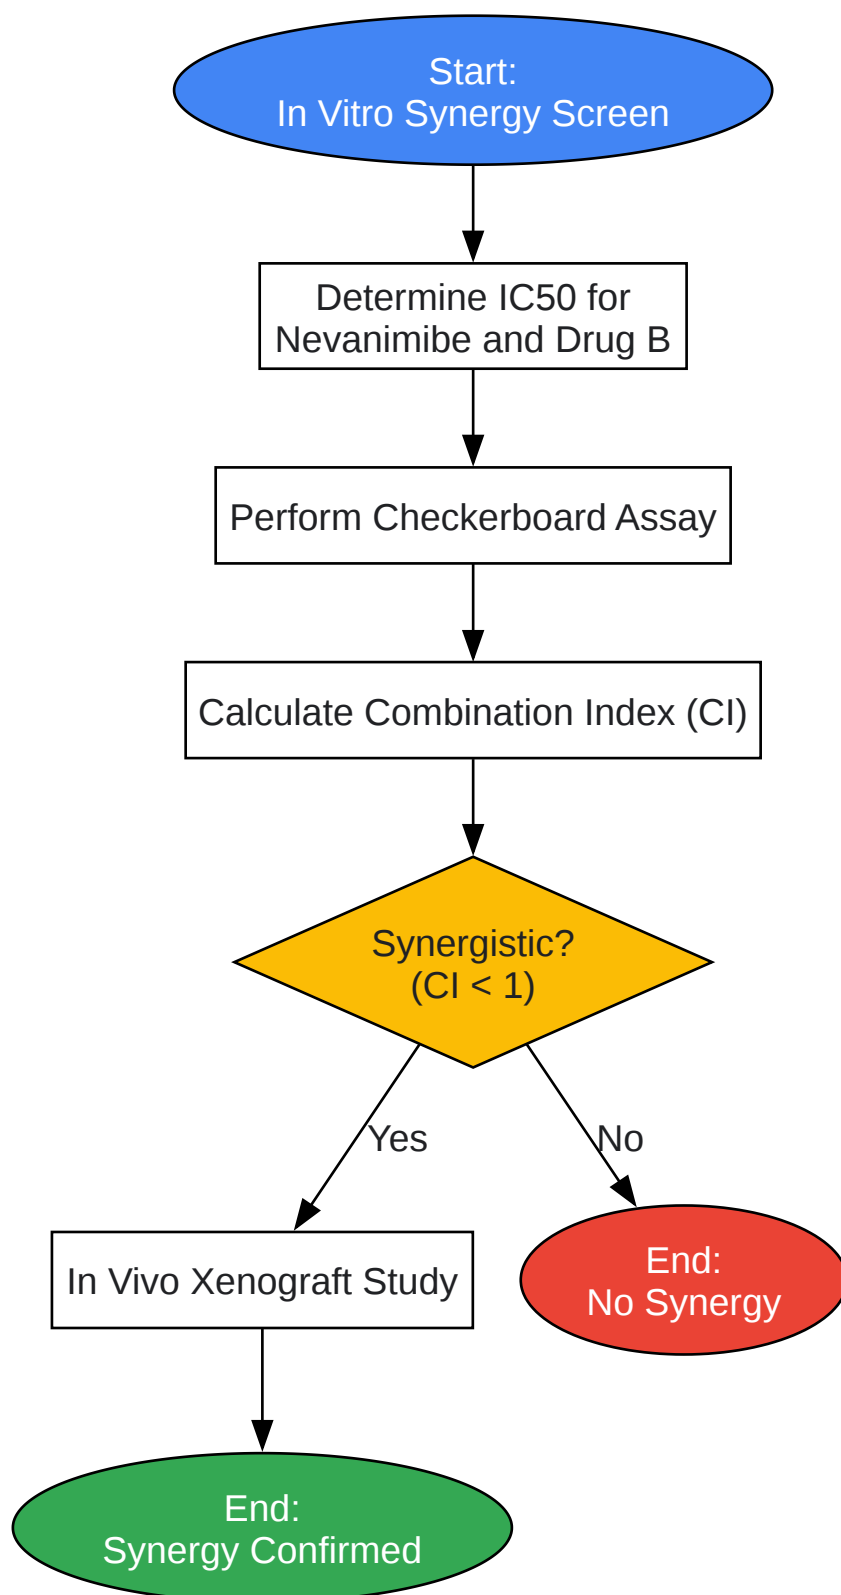 Start:
In Vitro Synergy Screen
Determine IC50 for
Nevanimibe and Drug B
Perform Checkerboard Assay
Calculate Combination Index (CI)
Synergistic?
(CI < 1)
Yes
No
In Vivo Xenograft Study
End:
No Synergy
End:
Synergy Confirmed